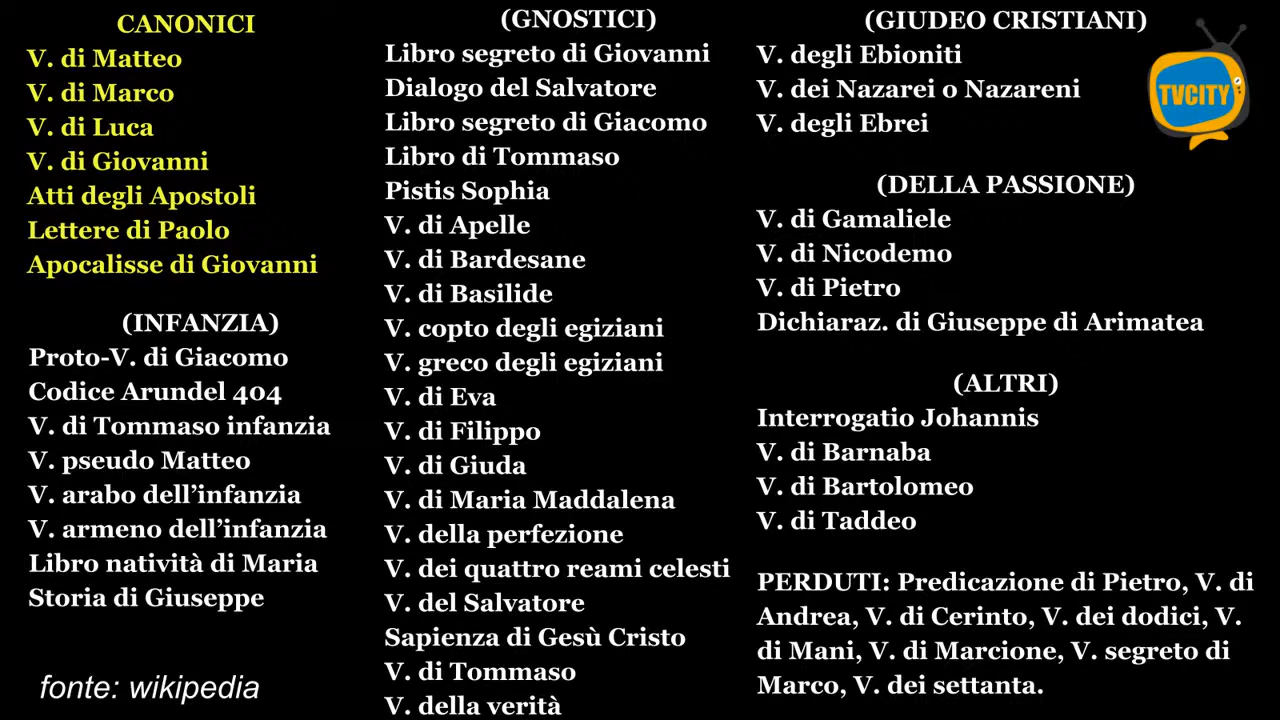 CANONICI
V. di Matteo
V. di Marco
V. di Luca
V. di Giovanni
Atti degli Apostoli
Lettere di Paolo
Apocalisse di Giovanni
(INFANZIA)
Proto-V. di Giacomo
Codice Arundel 404
V. di Tommaso infanzia
V. pseudo Matteo
V. arabo dell’infanzia
V. armeno dell’infanzia
Libro natività di Maria
Storia di Giuseppe
fonte: wikipedia
(GNOSTICI)
Libro segreto di Giovanni
Dialogo del Salvatore
Libro segreto di Giacomo
Libro di Tommaso
Pistis Sophia
V. di Apelle
V. di Bardesane
V. di Basilide
V. copto degli egiziani
V. greco degli egiziani
V. di Eva
V. di Filippo
V. di Giuda
V. di Maria Maddalena
V. della perfezione
V. dei quattro reami celesti
V. del Salvatore
Sapienza di Gesù Cristo
V. di Tommaso
V. della verità
(GIUDEO CRISTIANI)
V. degli Ebioniti
V. dei Nazarei o Nazareni
V. degli Ebrei
(DELLA PASSIONE)
V. di Gamaliele
V. di Nicodemo
V. di Pietro
Dichiaraz. di Giuseppe di Arimatea
(ALTRI)
Interrogatio Johannis
V. di Barnaba
V. di Bartolomeo
V. di Taddeo
PERDUTI: Predicazione di Pietro, V. di
Andrea, V. di Cerinto, V. dei dodici, V.
di Mani, V. di Marcione, V. segreto di
Marco, V. dei settanta.
TVCITY